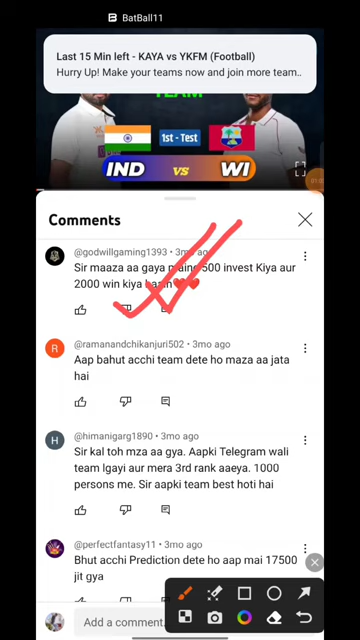 BatBall11
Last 15 Min left - KAYA vs YKFM (Football)
Hurry Up! Make your teams now and join more team..
TEAM
1st - Test
IND vs WI
Comments
@godwillgaming1393 • 3mo ago
Sir maaza aa gaya maine 500 invest Kiya aur
2000 win kiya
@ramanandchikanjuri502 • 3mo ago
Aap bahut acchi team dete ho maza aa jata
hai
@himanigarg1890 • 3mo ago
Sir kal toh mza aa gya. Aapki Telegram wali
team lgayi aur mera 3rd rank aaeya. 1000
persons me. Sir aapki team best hoti hai
@perfectfantasy11 • 3mo ago
Bhut acchi Prediction dete ho aap mai 17500
jit gya
Add a comment...